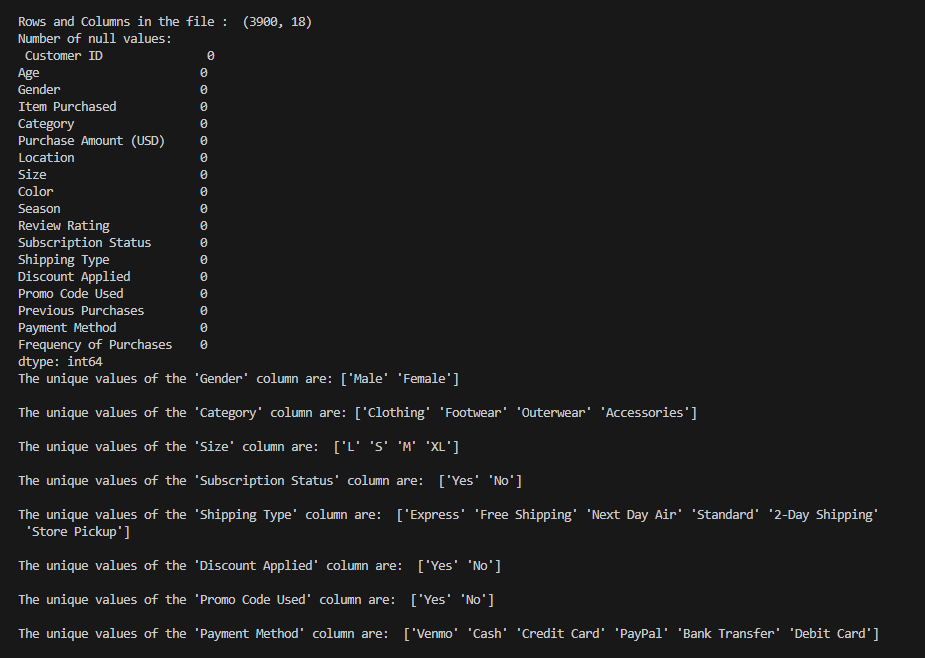 Rows and Columns in the file :  (3900, 18)
Number of null values:
 Customer ID               0
Age                       0
Gender                    0
Item Purchased            0
Category                  0
Purchase Amount (USD)     0
Location                  0
Size                      0
Color                     0
Season                    0
Review Rating             0
Subscription Status       0
Shipping Type             0
Discount Applied          0
Promo Code Used           0
Previous Purchases        0
Payment Method            0
Frequency of Purchases    0
dtype: int64
The unique values of the 'Gender' column are: ['Male' 'Female']
The unique values of the 'Category' column are: ['Clothing' 'Footwear' 'Outerwear' 'Accessories']
The unique values of the 'Size' column are:  ['L' 'S' 'M' 'XL']
The unique values of the 'Subscription Status' column are:  ['Yes' 'No']
The unique values of the 'Shipping Type' column are:  ['Express' 'Free Shipping' 'Next Day Air' 'Standard' '2-Day Shipping'
 'Store Pickup']
The unique values of the 'Discount Applied' column are:  ['Yes' 'No']
The unique values of the 'Promo Code Used' column are:  ['Yes' 'No']
The unique values of the 'Payment Method' column are:  ['Venmo' 'Cash' 'Credit Card' 'PayPal' 'Bank Transfer' 'Debit Card']